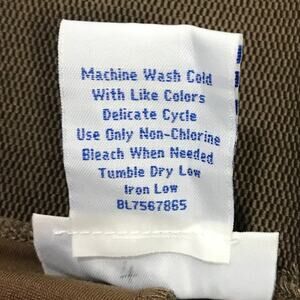 Machine Wash Cold
With Like Colors
Delicate Cycle
Use Only Non-Chlorine
Bleach When Needed
Tumble Dry Low
Iron Low
BL7567865